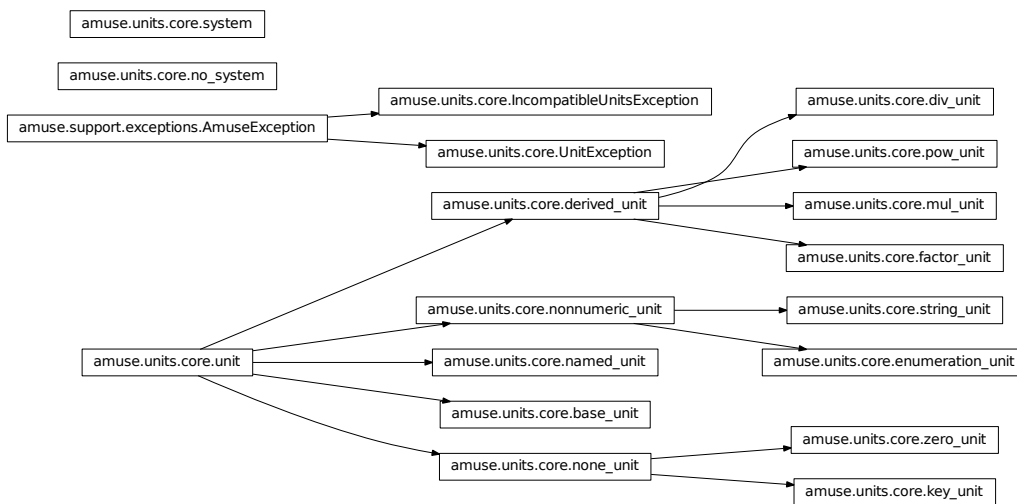 amuse.units.core.system
amuse.units.core.no_system
amuse.support.exceptions.AmuseException
amuse.units.core.IncompatibleUnitsException
amuse.units.core.UnitException
amuse.units.core.unit
amuse.units.core.derived_unit
amuse.units.core.nonnumeric_unit
amuse.units.core.named_unit
amuse.units.core.base_unit
amuse.units.core.none_unit
amuse.units.core.div_unit
amuse.units.core.pow_unit
amuse.units.core.mul_unit
amuse.units.core.factor_unit
amuse.units.core.string_unit
amuse.units.core.enumeration_unit
amuse.units.core.zero_unit
amuse.units.core.key_unit